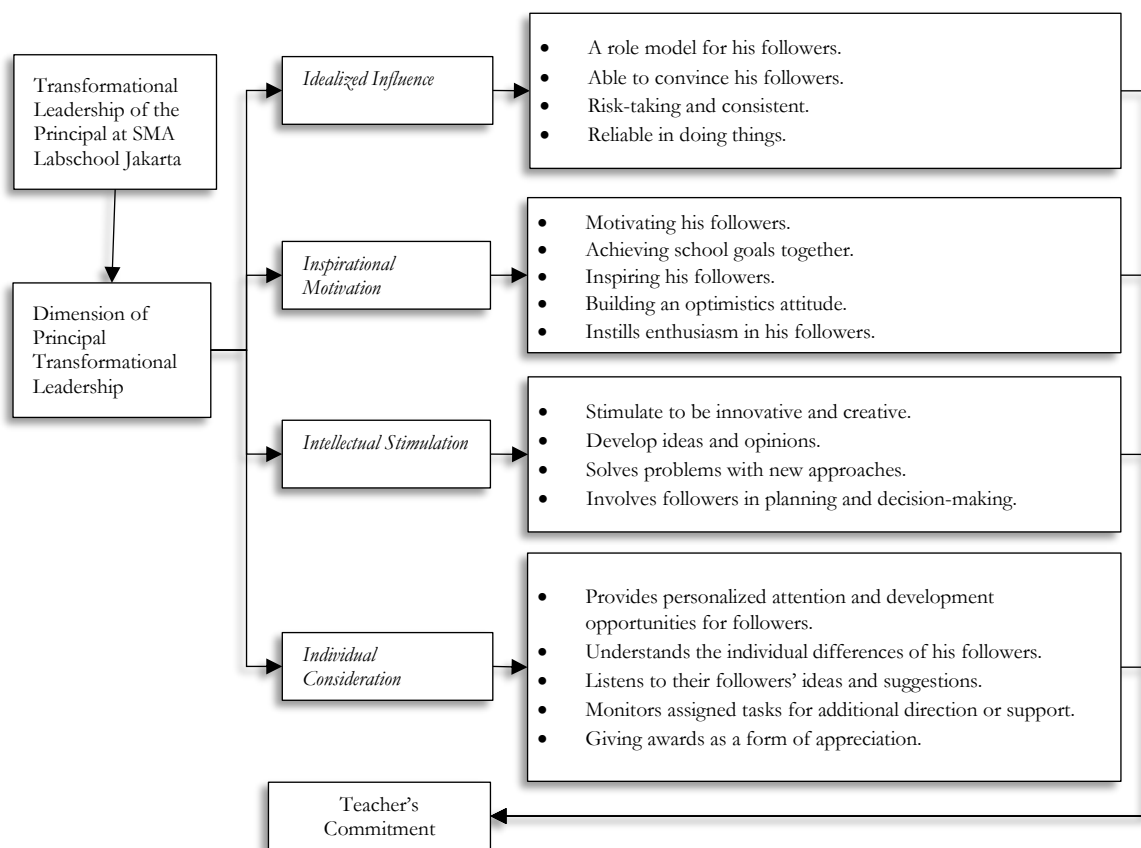 Transformational
Leadership of the
Principal at SMA
Labschool Jakarta
Dimension of
Principal
Transformational
Leadership
Idealized Influence
• A role model for his followers.
• Able to convince his followers.
• Risk-taking and consistent.
• Reliable in doing things.
Inspirational
Motivation
• Motivating his followers.
• Achieving school goals together.
• Inspiring his followers.
• Building an optimistics attitude.
• Instills enthusiasm in his followers.
Intellectual Stimulation
• Stimulate to be innovative and creative.
• Develop ideas and opinions.
• Solves problems with new approaches.
• Involves followers in planning and decision-making.
Individual
Consideration
• Provides personalized attention and development
opportunities for followers.
• Understands the individual differences of his followers.
• Listens to their followers’ ideas and suggestions.
• Monitors assigned tasks for additional direction or support.
• Giving awards as a form of appreciation.
Teacher’s
Commitment